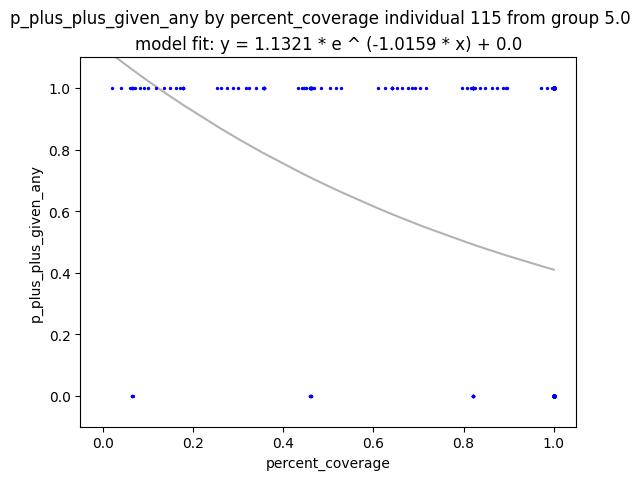 p_plus_plus_given_any by percent_coverage individual 115 from group 5.0
model fit: y = 1.1321 * e ^ (-1.0159 * x) + 0.0
1.0
0.8
0.6
0.4
0.2
0.0
p_plus_plus_given_any
0.0 0.2 0.4 0.6 0.8 1.0
percent_coverage